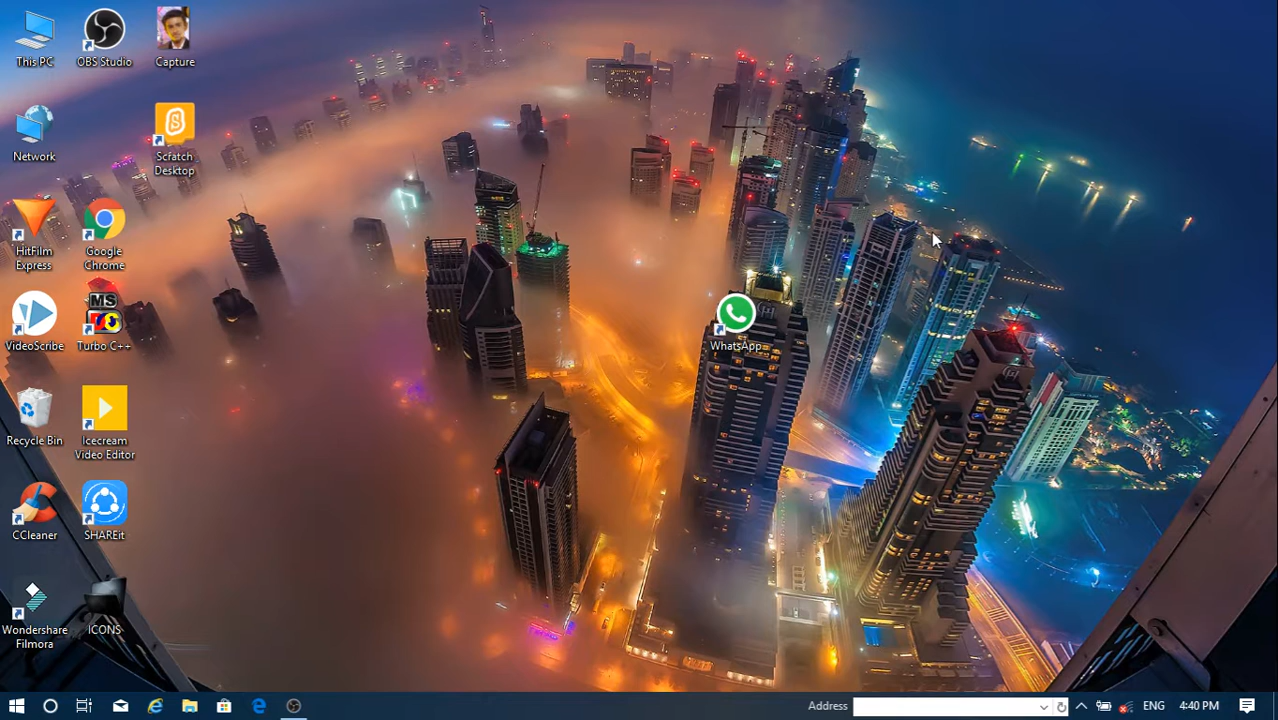 This PC
OBS Studio
Capture
Network
Scratch
Desktop
HitFilm
Express
Google
Chrome
VideoScribe
MS
Turbo C++
WhatsApp
Recycle Bin
Icecream
Video Editor
CCleaner
SHAREit
Wondershare
Filmora
ICONS
Address
ENG
4:40 PM